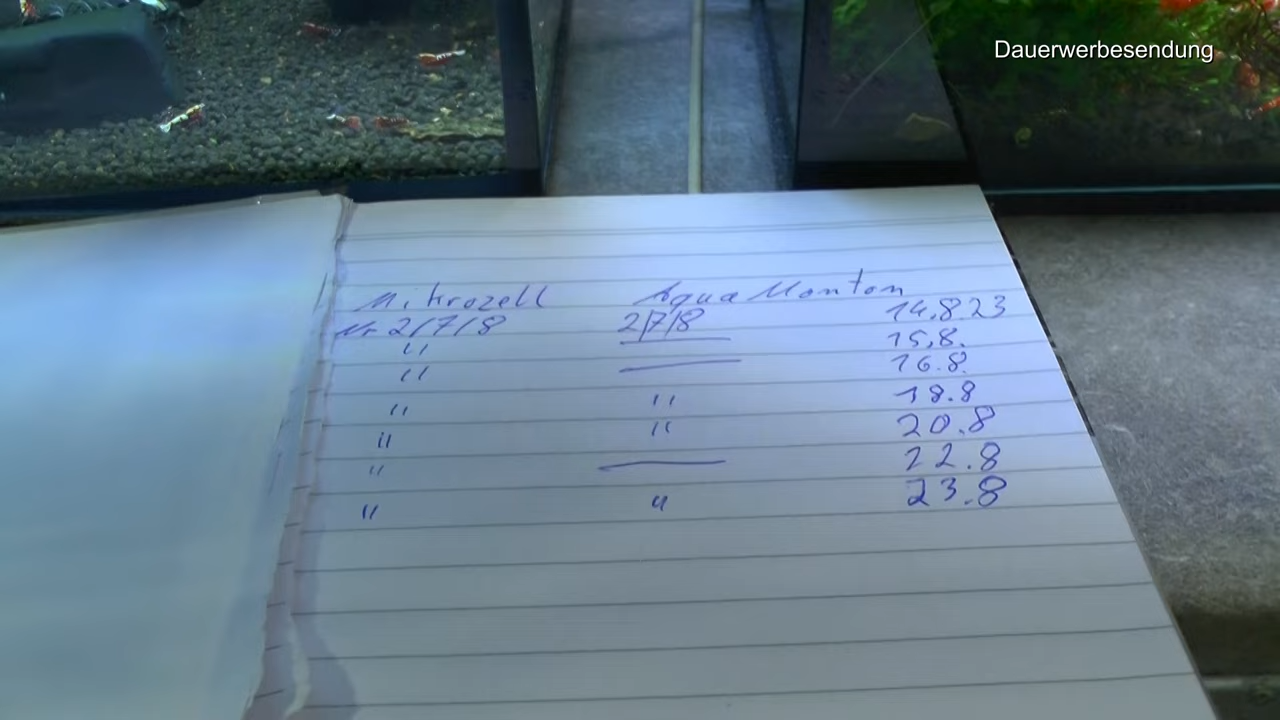 Dauerwerbesendung
Mikrozell Aqua Monton
Nr 2/7/8 2/7/8 14.8.23
" — 15.8.
" — 16.8.
" " 18.8
" " 20.8
" — 22.8
" " 23.8